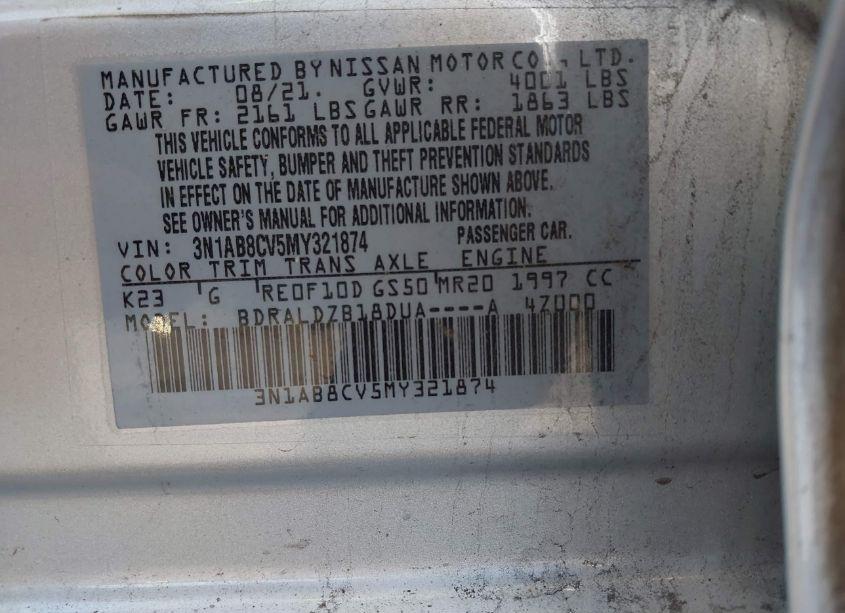 MANUFACTURED BY NISSAN MOTOR CO., LTD.
DATE: 08/21. GVWR: 4001 LBS
GAWR FR: 2161 LBS GAWR RR: 1863 LBS
THIS VEHICLE CONFORMS TO ALL APPLICABLE FEDERAL MOTOR
VEHICLE SAFETY, BUMPER AND THEFT PREVENTION STANDARDS
IN EFFECT ON THE DATE OF MANUFACTURE SHOWN ABOVE.
SEE OWNER'S MANUAL FOR ADDITIONAL INFORMATION.
VIN: 3N1AB8CV5MY321874 PASSENGER CAR.
COLOR TRIM TRANS AXLE ENGINE
K23 G RE0F10D GS50 MR20 1997 CC
MODEL: BDRALDZB18DUA----A 4Z000
3N1AB8CV5MY321874